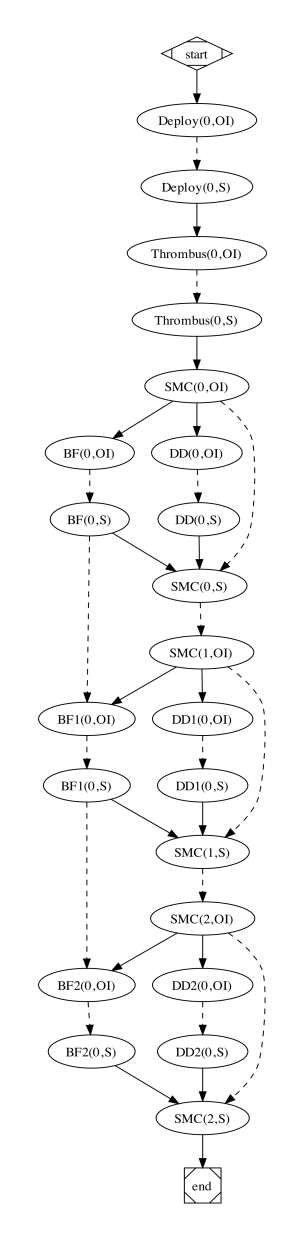 start
Deploy(0,OI)
Deploy(0,S)
Thrombus(0,OI)
Thrombus(0,S)
SMC(0,OI)
BF(0,OI)
DD(0,OI)
BF(0,S)
DD(0,S)
SMC(0,S)
SMC(1,OI)
BF1(0,OI)
DD1(0,OI)
BF1(0,S)
DD1(0,S)
SMC(1,S)
SMC(2,OI)
BF2(0,OI)
DD2(0,OI)
BF2(0,S)
DD2(0,S)
SMC(2,S)
end